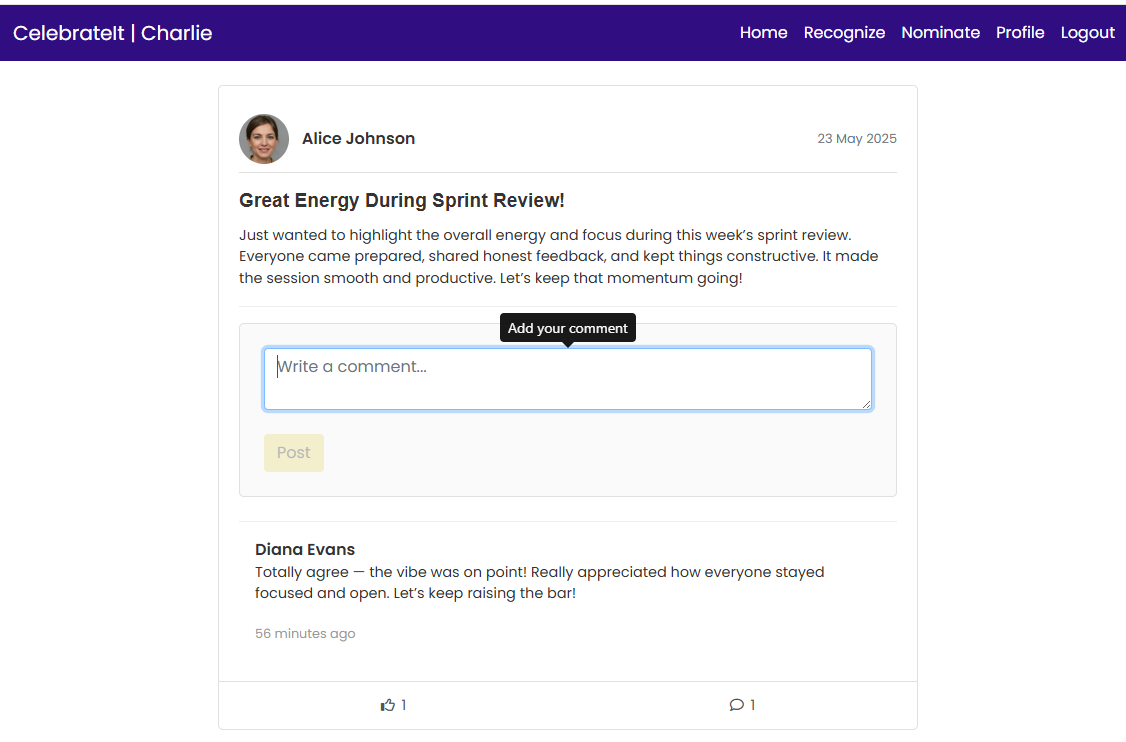 CelebrateIt | Charlie
Home Recognize Nominate Profile Logout
Alice Johnson
23 May 2025
Great Energy During Sprint Review!
Just wanted to highlight the overall energy and focus during this week’s sprint review.
Everyone came prepared, shared honest feedback, and kept things constructive. It made
the session smooth and productive. Let’s keep that momentum going!
Add your comment
Write a comment...
Post
Diana Evans
Totally agree — the vibe was on point! Really appreciated how everyone stayed
focused and open. Let’s keep raising the bar!
56 minutes ago
1
1